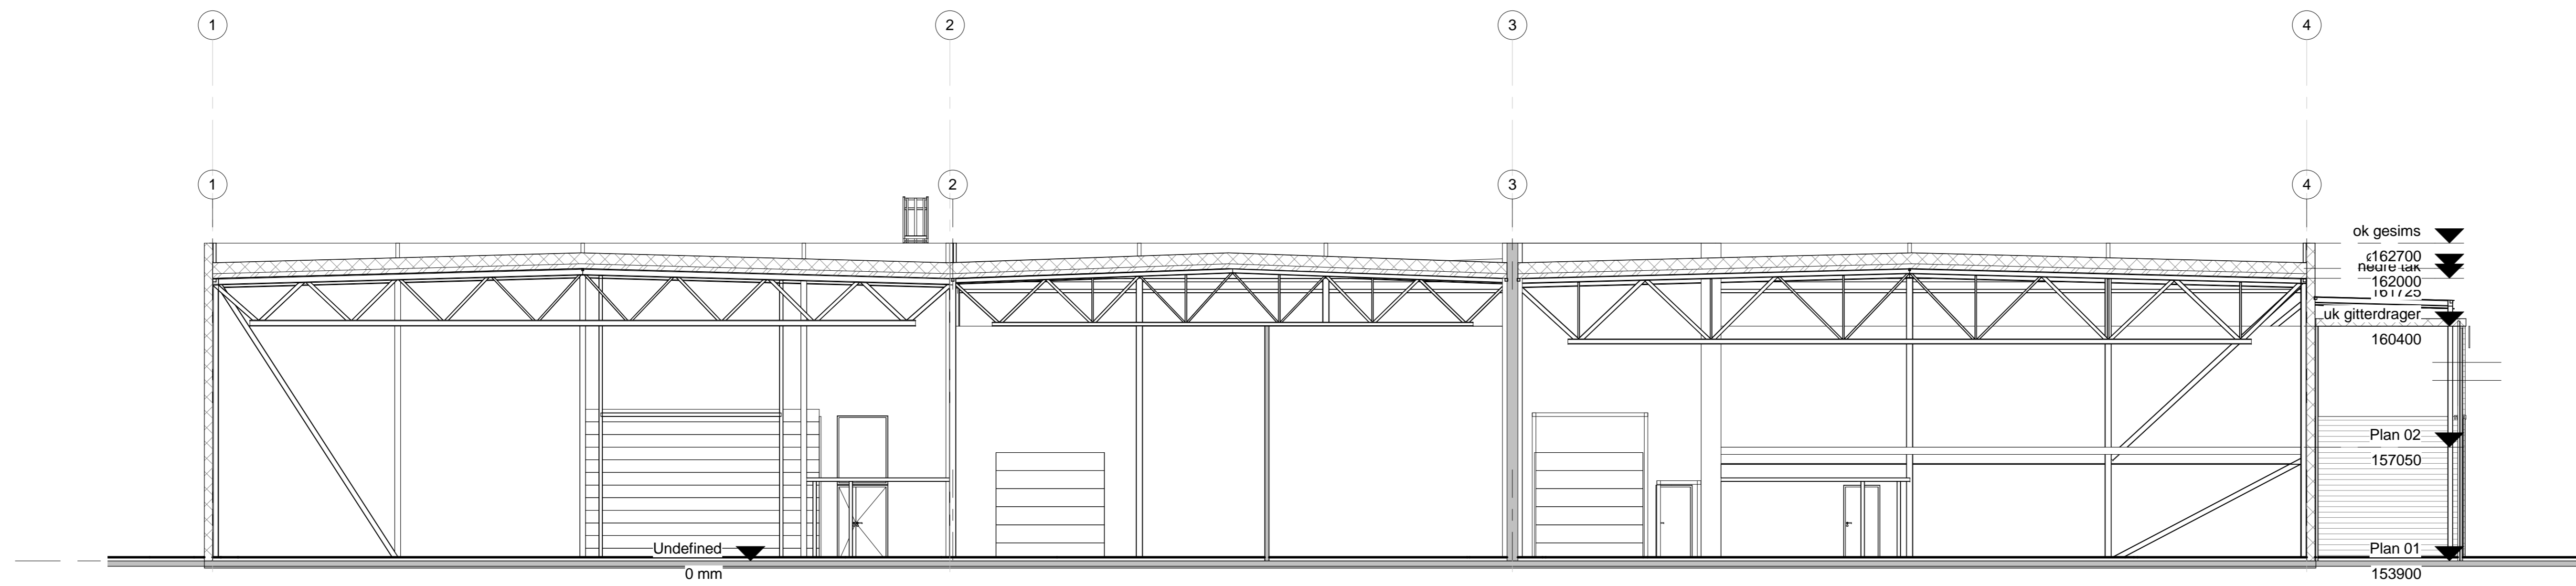 1 2 3 4
1 2 3 4
ok gesims
162700
nedre tak
162000
161725
uk gitterdrager
160400
Plan 02
157050
Undefined
0 mm
Plan 01
153900